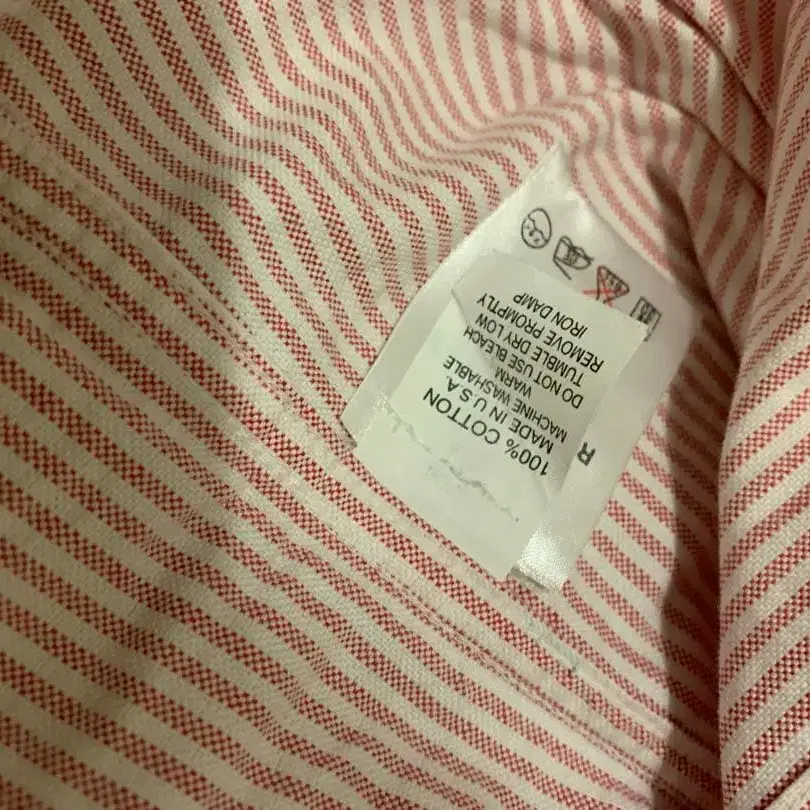 100% COTTON
MADE IN U.S.A.
MACHINE WASHABLE
WARM
DO NOT USE BLEACH
TUMBLE DRY LOW
REMOVE PROMPTLY
IRON DAMP
R